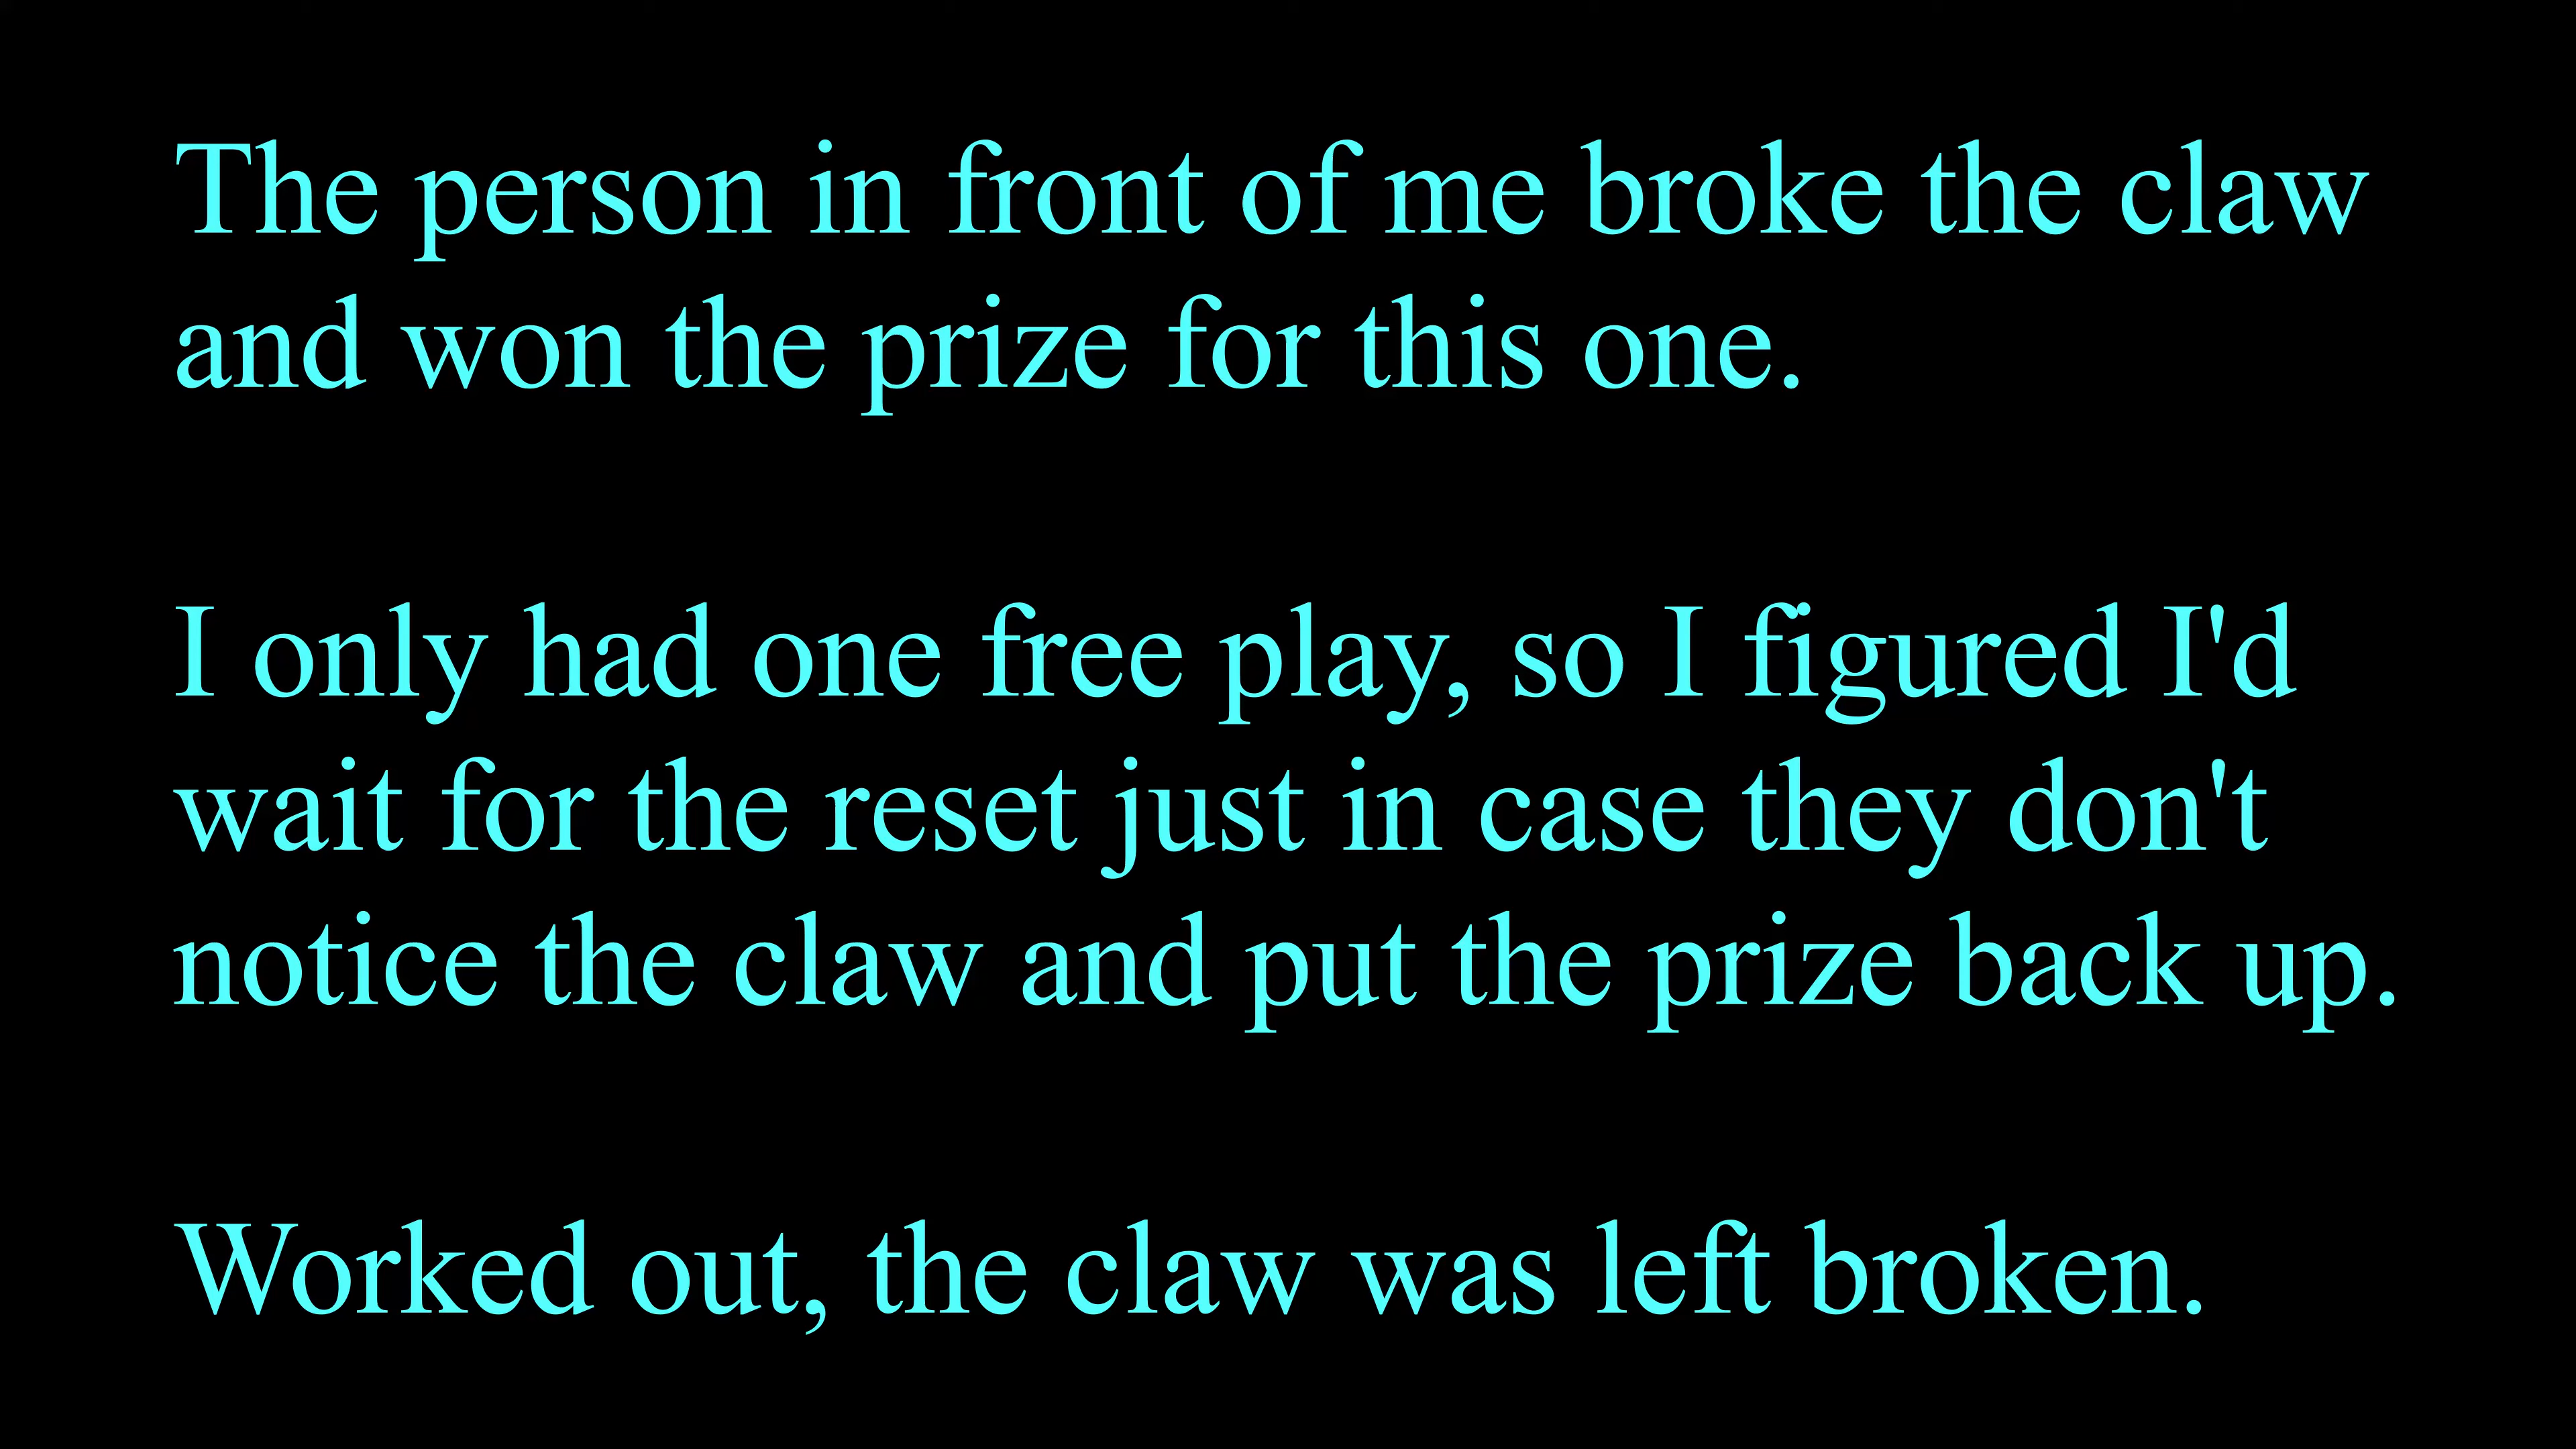 The person in front of me broke the claw
and won the prize for this one.
I only had one free play, so I figured I'd
wait for the reset just in case they don't
notice the claw and put the prize back up.
Worked out, the claw was left broken.